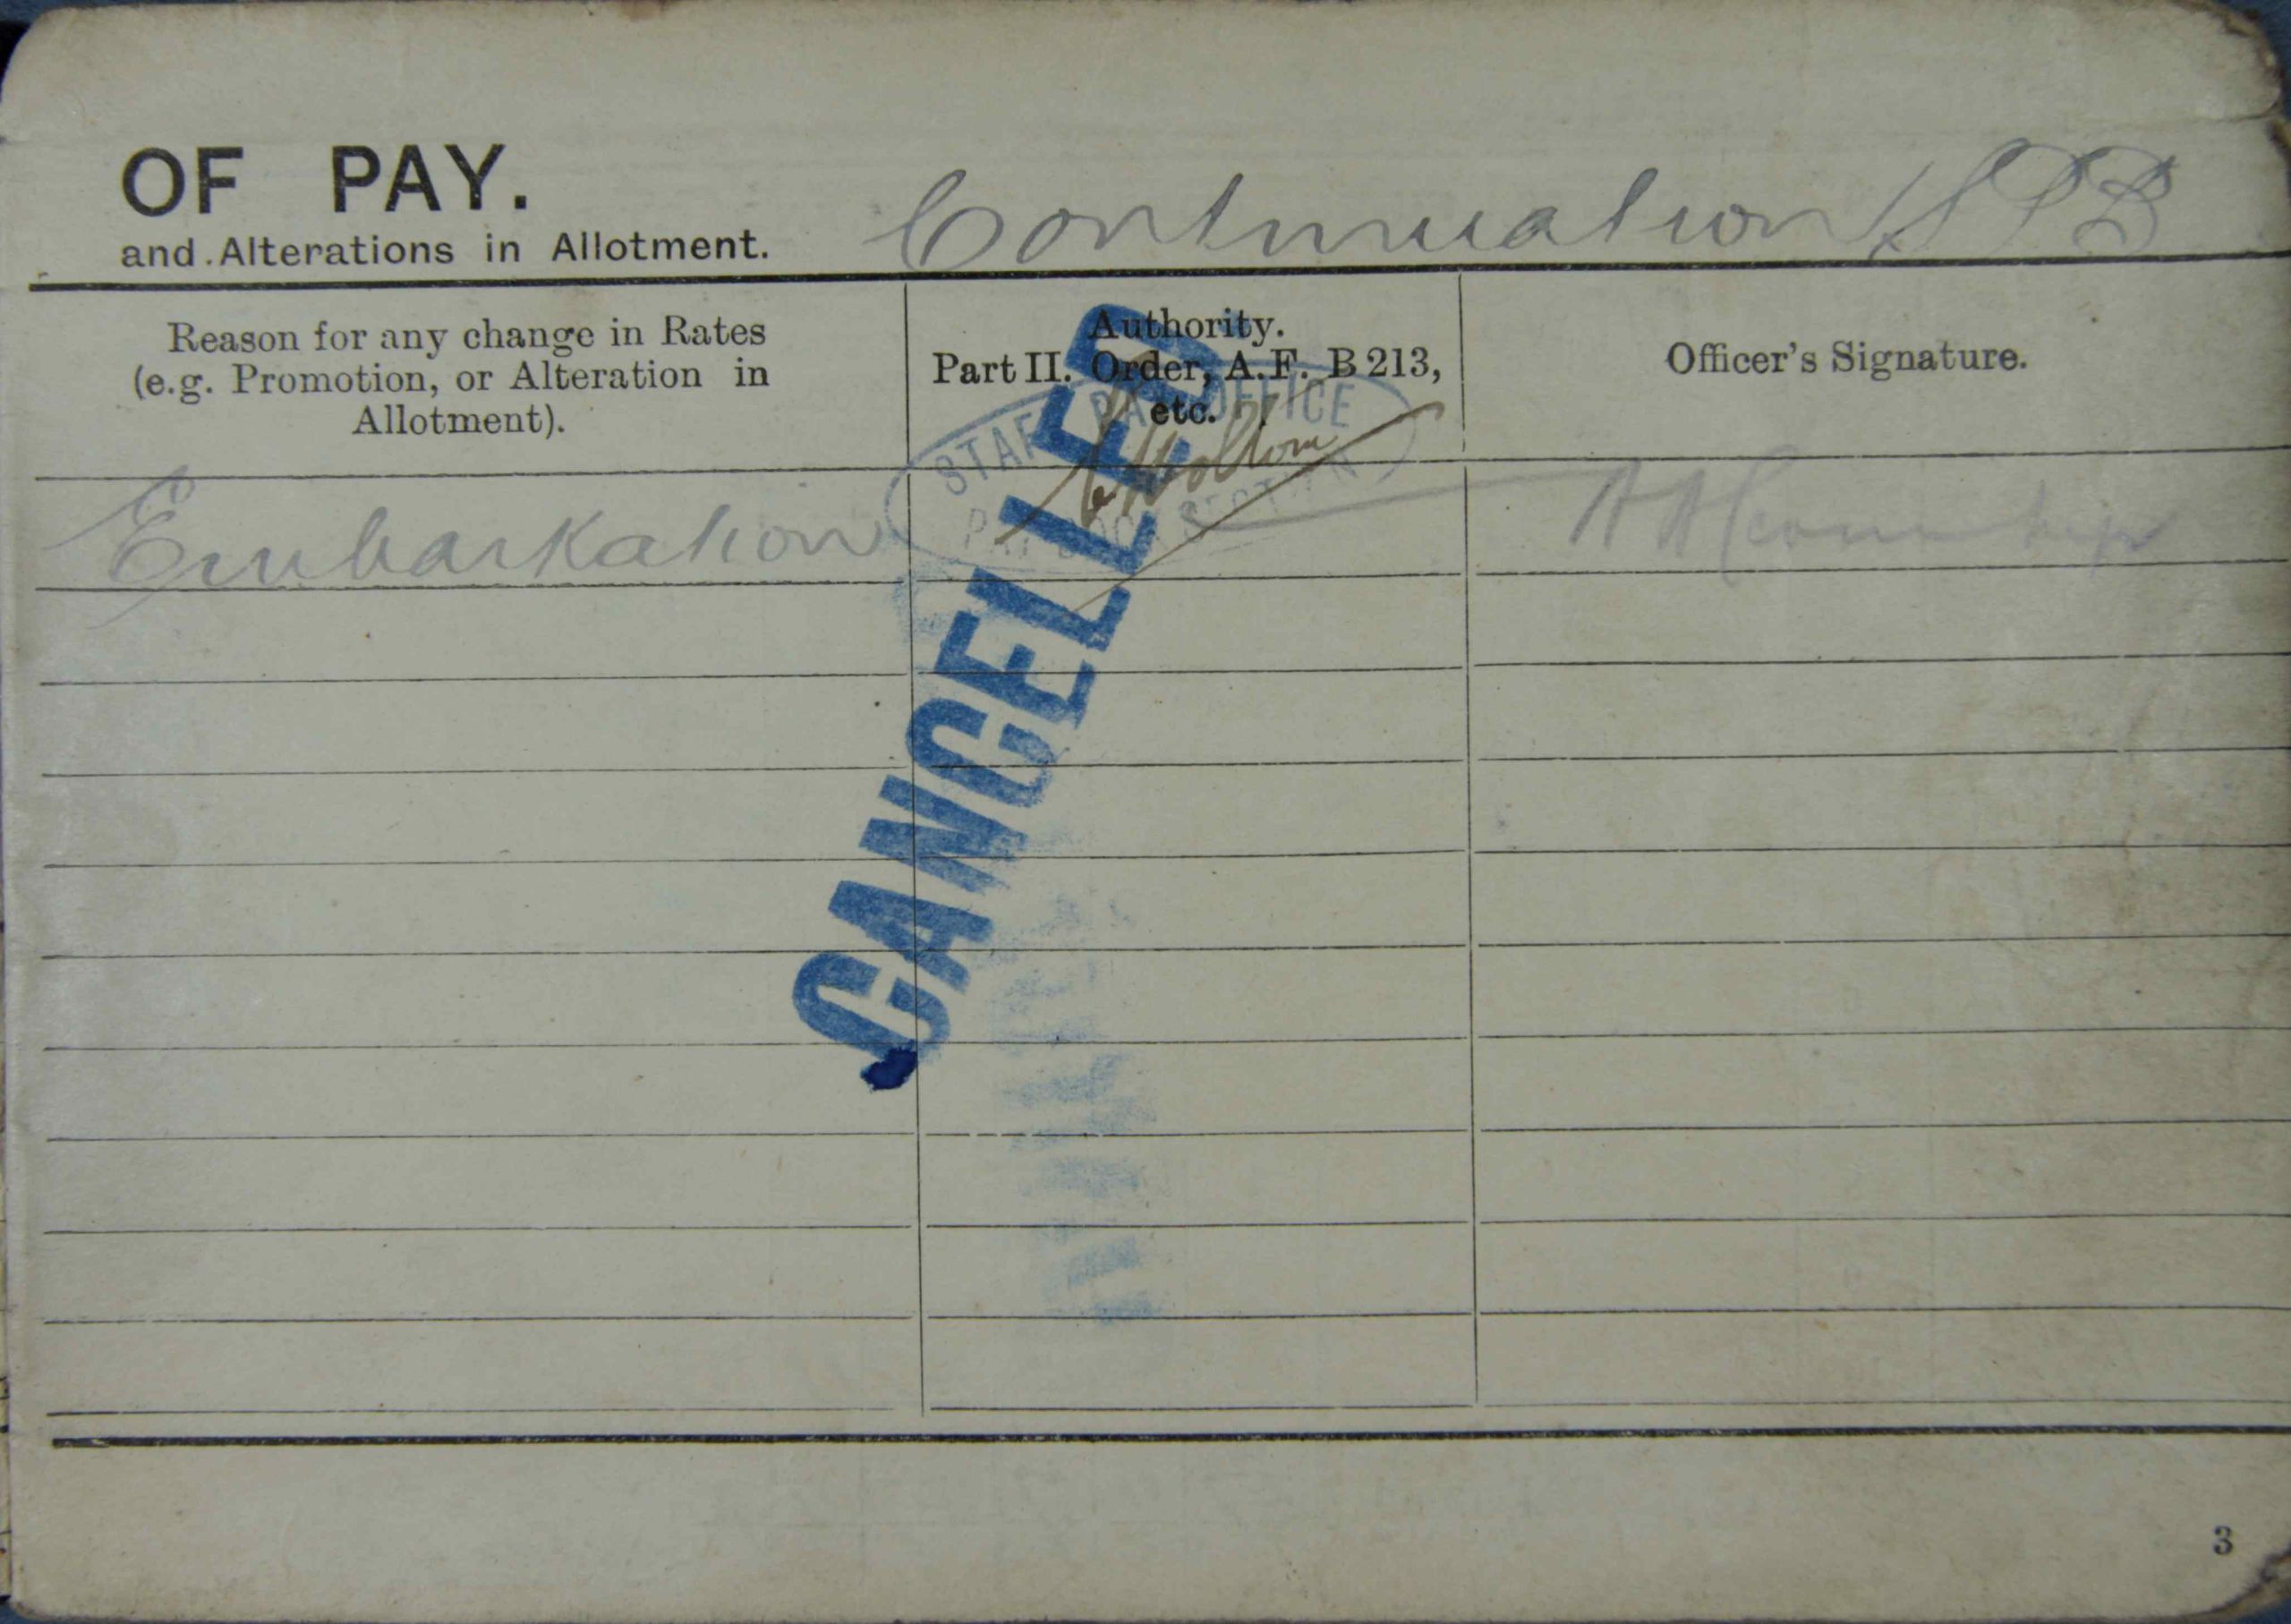 OF PAY.
and Alterations in Allotment.
Continuation
Reason for any change in Rates
(e.g. Promotion, or Alteration in
Allotment).
Authority.
Part II. Order, A.F. B 213,
etc.
Officer's Signature.
STAFF PAY OFFICE
CANCELLED
Embarkation
3